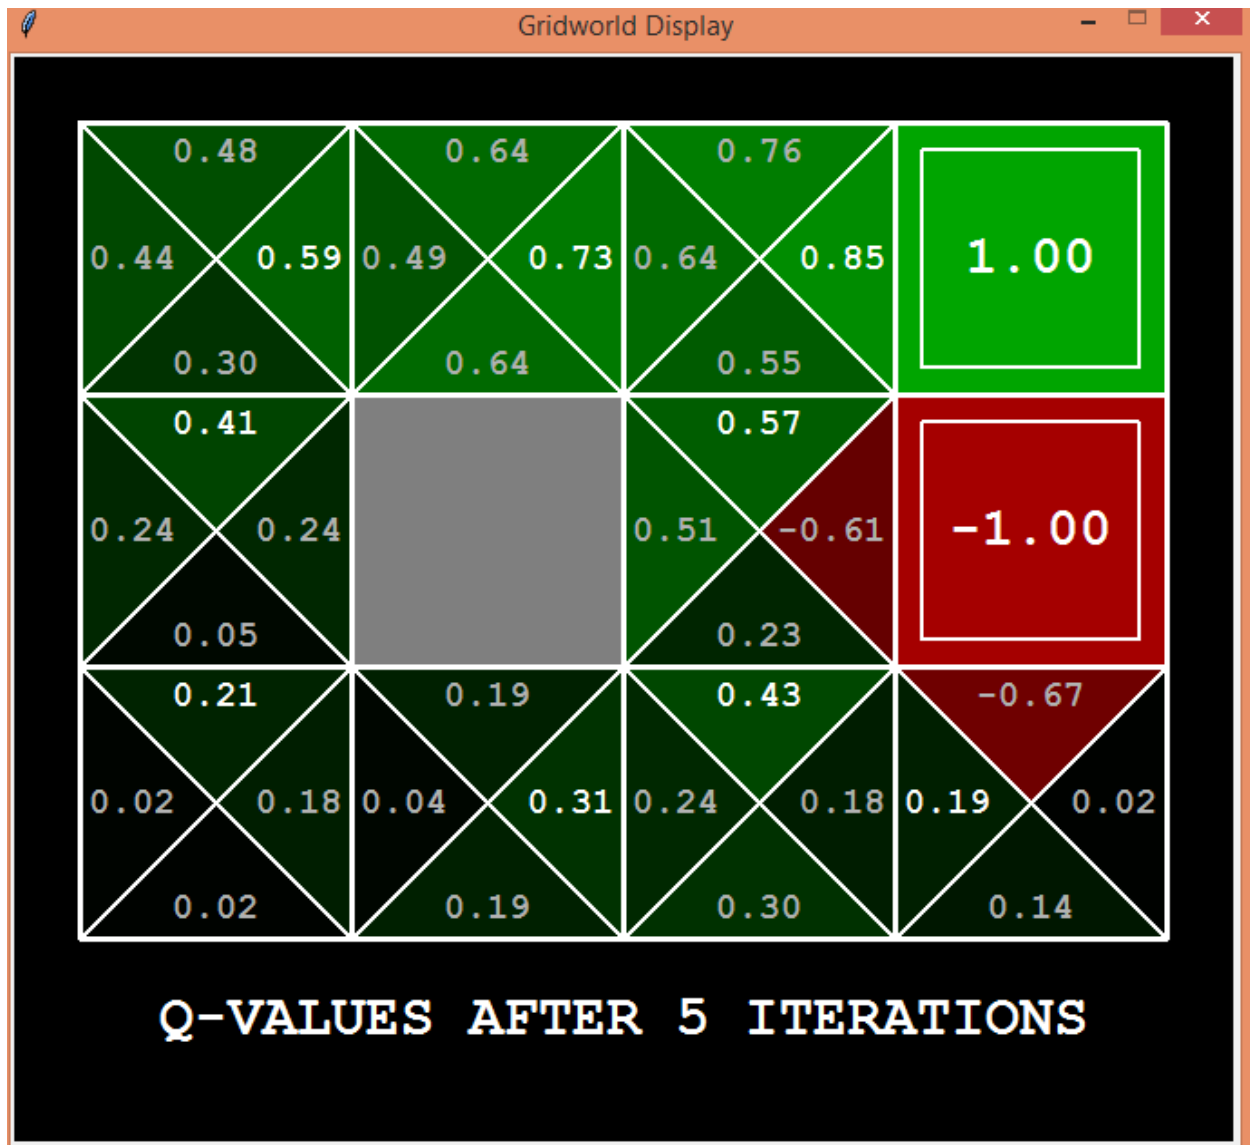 Gridworld Display
0.48 0.64 0.76
0.44 0.59 0.49 0.73 0.64 0.85 1.00
0.30 0.64 0.55
0.41 0.57
0.24 0.24 0.51 -0.61 -1.00
0.05 0.23
0.21 0.19 0.43 -0.67
0.02 0.18 0.04 0.31 0.24 0.18 0.19 0.02
0.02 0.19 0.30 0.14
Q-VALUES AFTER 5 ITERATIONS